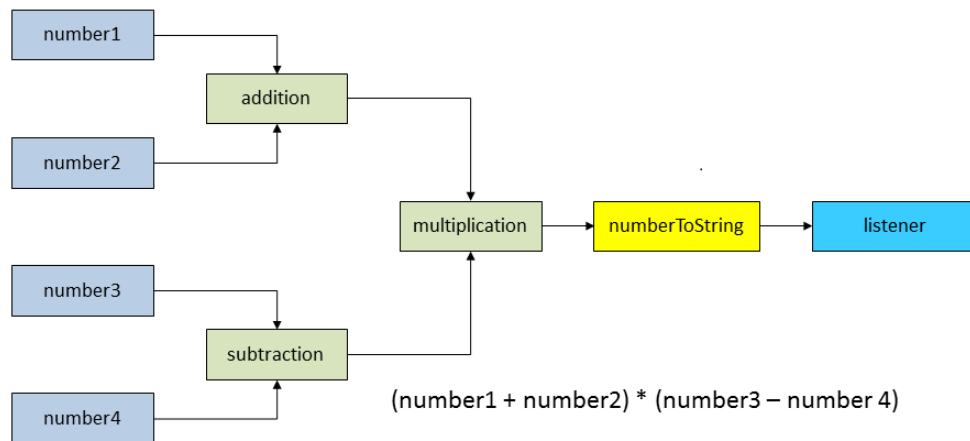 number1
addition
number2
multiplication
numberToString
listener
number3
subtraction
number4
(number1 + number2) * (number3 – number 4)